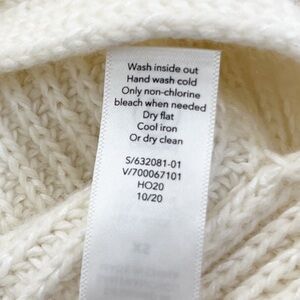 Wash inside out
Hand wash cold
Only non-chlorine
bleach when needed
Dry flat
Cool iron
Or dry clean
S/632081-01
V/700067101
HO20
10/20